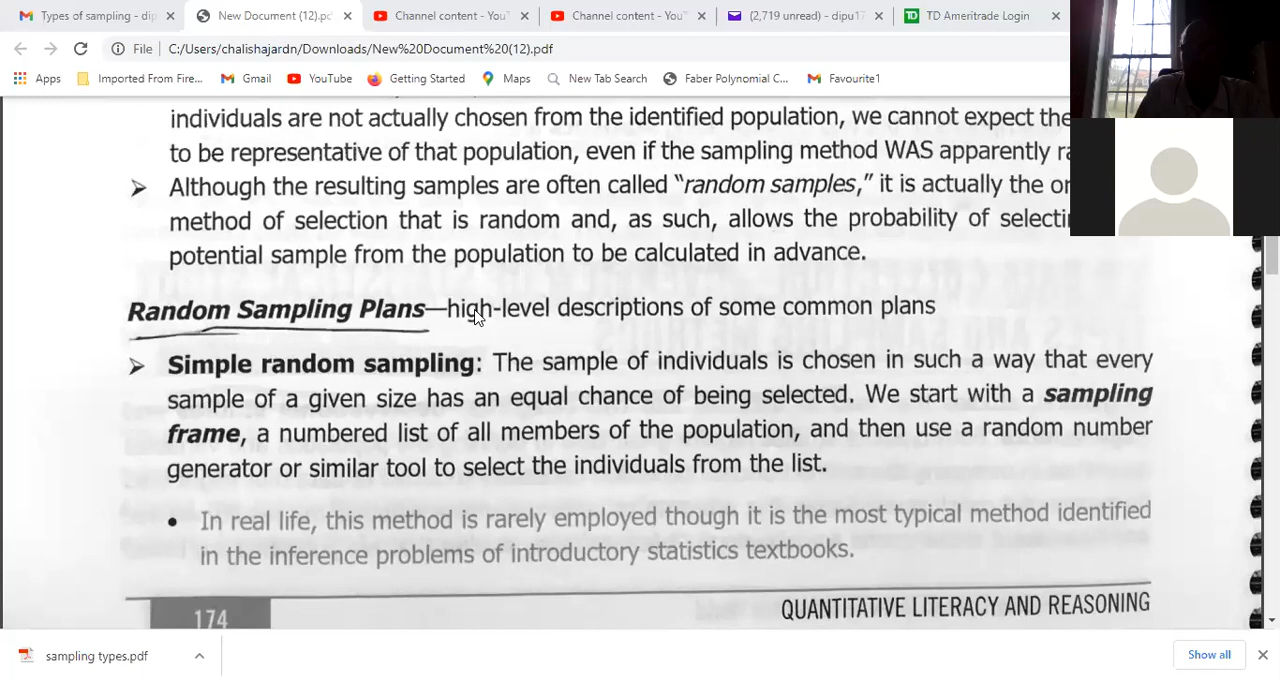 Types of sampling - dip
New Document (12).pd
Channel content - YouT
Channel content - YouT
(2,719 unread) - dipu17
TD Ameritrade Login
File
C:/Users/chalishajardn/Downloads/New%20Document%20(12).pdf
Apps
Imported From Fire...
Gmail
YouTube
Getting Started
Maps
New Tab Search
Faber Polynomial C...
Favourite1
individuals are not actually chosen from the identified population, we cannot expect the
to be representative of that population, even if the sampling method WAS apparently ra
➢ Although the resulting samples are often called “random samples,” it is actually the or
method of selection that is random and, as such, allows the probability of selecti
potential sample from the population to be calculated in advance.
Random Sampling Plans—high-level descriptions of some common plans
➢ Simple random sampling: The sample of individuals is chosen in such a way that every
sample of a given size has an equal chance of being selected. We start with a sampling
frame, a numbered list of all members of the population, and then use a random number
generator or similar tool to select the individuals from the list.
• In real life, this method is rarely employed though it is the most typical method identified
in the inference problems of introductory statistics textbooks.
174
QUANTITATIVE LITERACY AND REASONING
sampling types.pdf
Show all